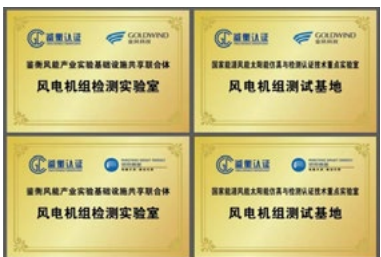 鉴衡认证
GOLDWIND
金风科技
鉴衡风能产业实验基础设施共享联合体
风电机组检测实验室
鉴衡认证
GOLDWIND
金风科技
国家能源风能太阳能仿真与检测认证技术重点实验室
风电机组测试基地
鉴衡认证
鉴衡风能产业实验基础设施共享联合体
风电机组检测实验室
鉴衡认证
国家能源风能太阳能仿真与检测认证技术重点实验室
风电机组测试基地